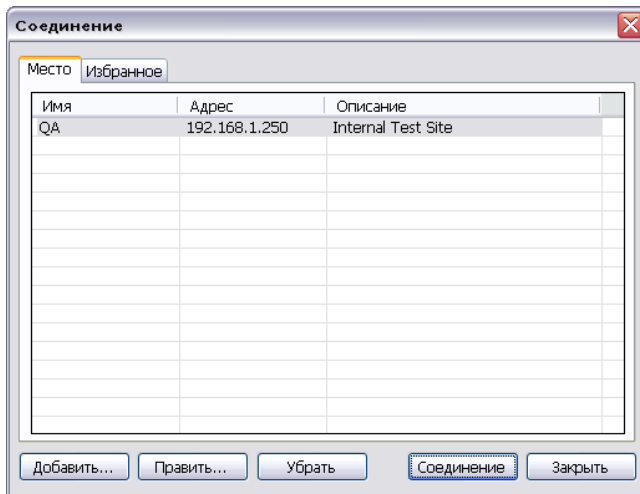 Соединение
Место Избранное
Имя Адрес Описание
QA 192.168.1.250 Internal Test Site
Добавить... Править... Убрать Соединение Закрыть